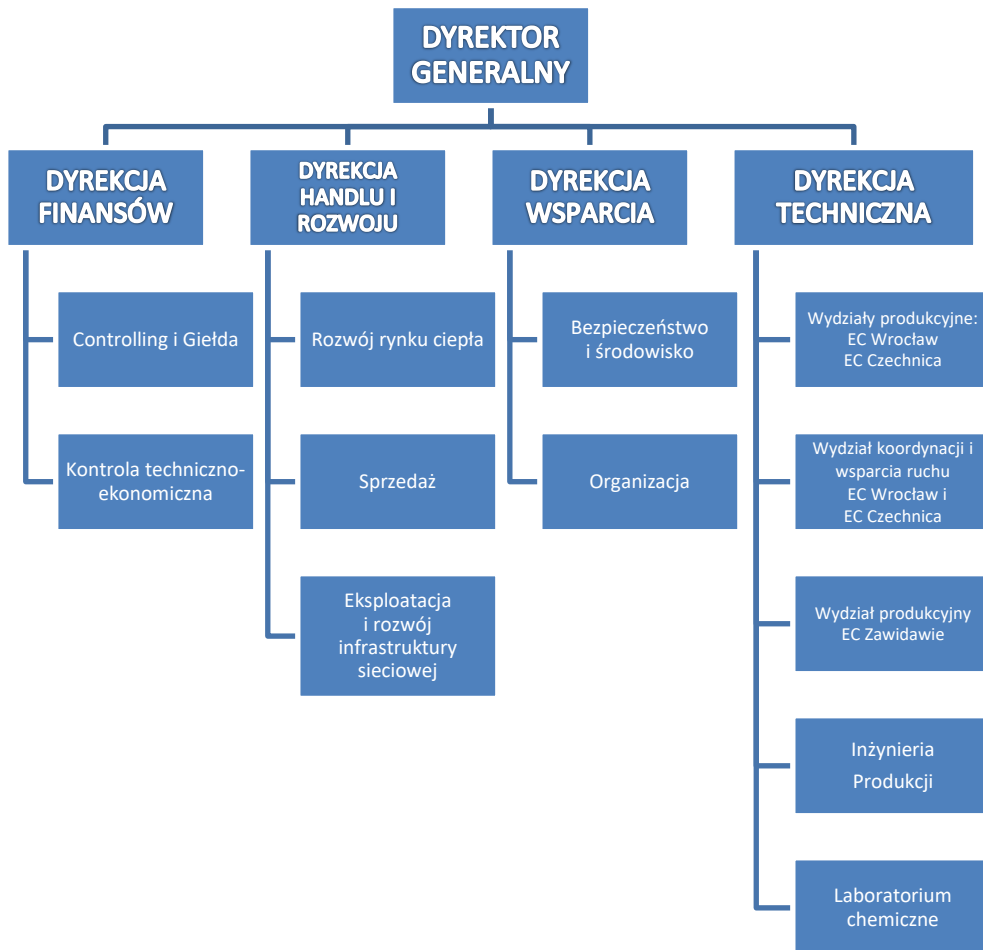 DYREKTOR
GENERALNY
DYREKCJA
FINANSÓW
DYREKCJA
HANDLU I
ROZWOJU
DYREKCJA
WSPARCIA
DYREKCJA
TECHNICZNA
Controlling i Giełda
Kontrola techniczno-
ekonomiczna
Rozwój rynku ciepła
Sprzedaż
Eksploatacja
i rozwój
infrastruktury
sieciowej
Bezpieczeństwo
i środowisko
Organizacja
Wydziały produkcyjne:
EC Wrocław
EC Czechnica
Wydział koordynacji i
wsparcia ruchu
EC Wrocław i
EC Czechnica
Wydział produkcyjny
EC Zawidawie
Inżynieria
Produkcji
Laboratorium
chemiczne